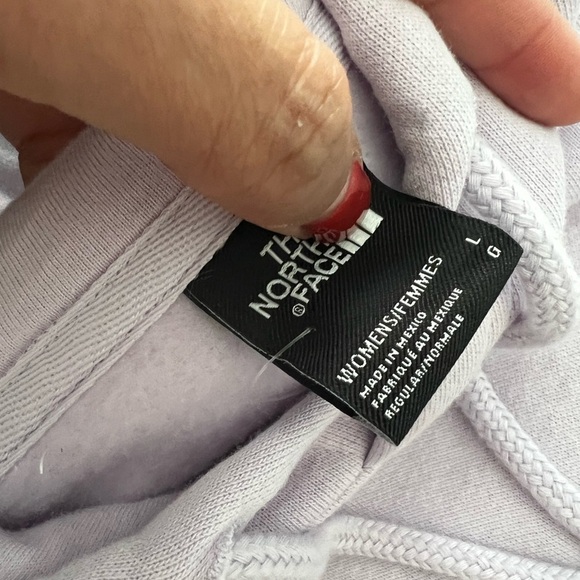 THE
NORTH
FACE
®
WOMENS/FEMMES
MADE IN MEXICO
FABRIQUÉ AU MEXIQUE
REGULAR/NORMALE
L
G